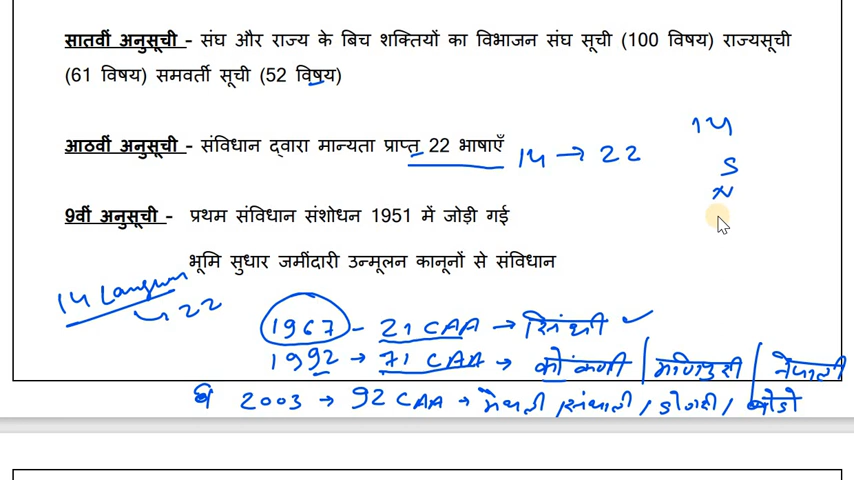 सातवी अनुसूची - संघ और राज्य के बिच शक्तियों का विभाजन संघ सूची (100 विषय) राज्यसूची
(61 विषय) समवर्ती सूची (52 विषय)
14
आठवी अनुसूची - संविधान द्वारा मान्यता प्राप्त 22 भाषाएँ 14 → 22
S
N
9वी अनुसूची - प्रथम संविधान संशोधन 1951 में जोड़ी गई
भूमि सुधार जमींदारी उन्मूलन कानूनों से संविधान
14
22
1967 - 21 CAA → सिंधी ✓
1992 → 71 CAA → कोंकणी / मणिपुरी / नेपाली
2003 → 92 CAA → मैथली / संथाली / डोगरी / बोडो